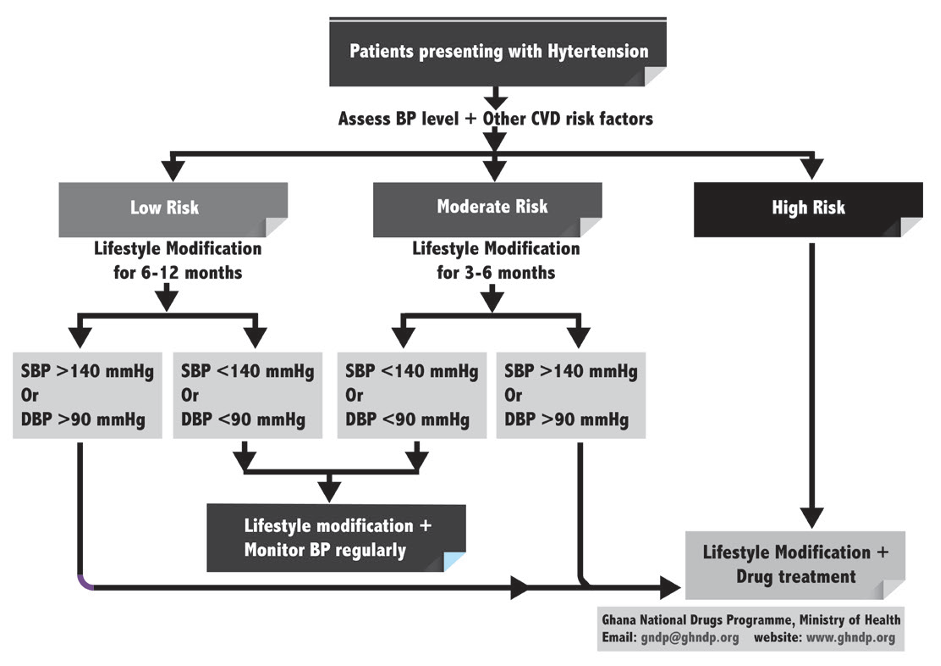 Patients presenting with Hytertension
Assess BP level + Other CVD risk factors
Low Risk
Moderate Risk
High Risk
Lifestyle Modification
for 6-12 months
Lifestyle Modification
for 3-6 months
SBP >140 mmHg
Or
DBP >90 mmHg
SBP <140 mmHg
Or
DBP <90 mmHg
SBP <140 mmHg
Or
DBP <90 mmHg
SBP >140 mmHg
Or
DBP >90 mmHg
Lifestyle modification +
Monitor BP regularly
Lifestyle Modification +
Drug treatment
Ghana National Drugs Programme, Ministry of Health
Email: gndp@ghndp.org website: www.ghndp.org